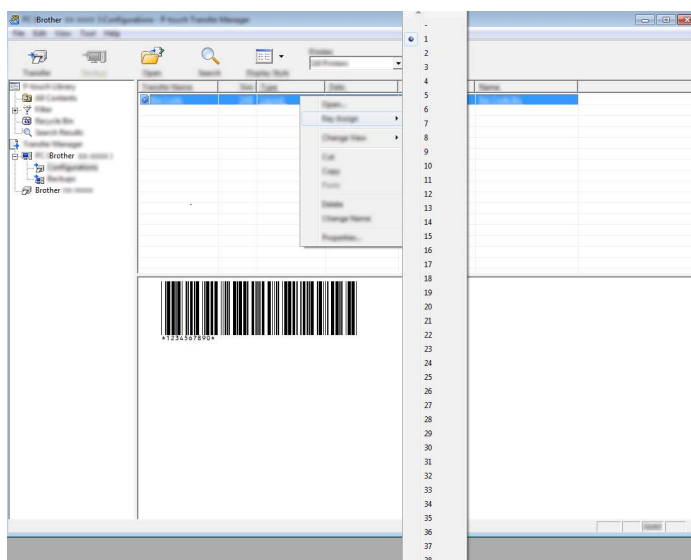 Brother Configurations - P-touch Transfer Manager
File Edit View Tool Help
Transfer Open Search Display Style
Transfer Name Size Type Date Name
P-touch Library
All Contents
Filter
Recycle Bin
Search Results
Transfer Manager
PC (Brother
Configurations
Backups
Brother
Open...
Key Assign
Change View
Cut
Copy
Paste
Delete
Change Name
Properties...
-
1
2
3
4
5
6
7
8
9
10
11
12
13
14
15
16
17
18
19
20
21
22
23
24
25
26
27
28
29
30
31
32
33
34
35
36
37
38
*1234567890*